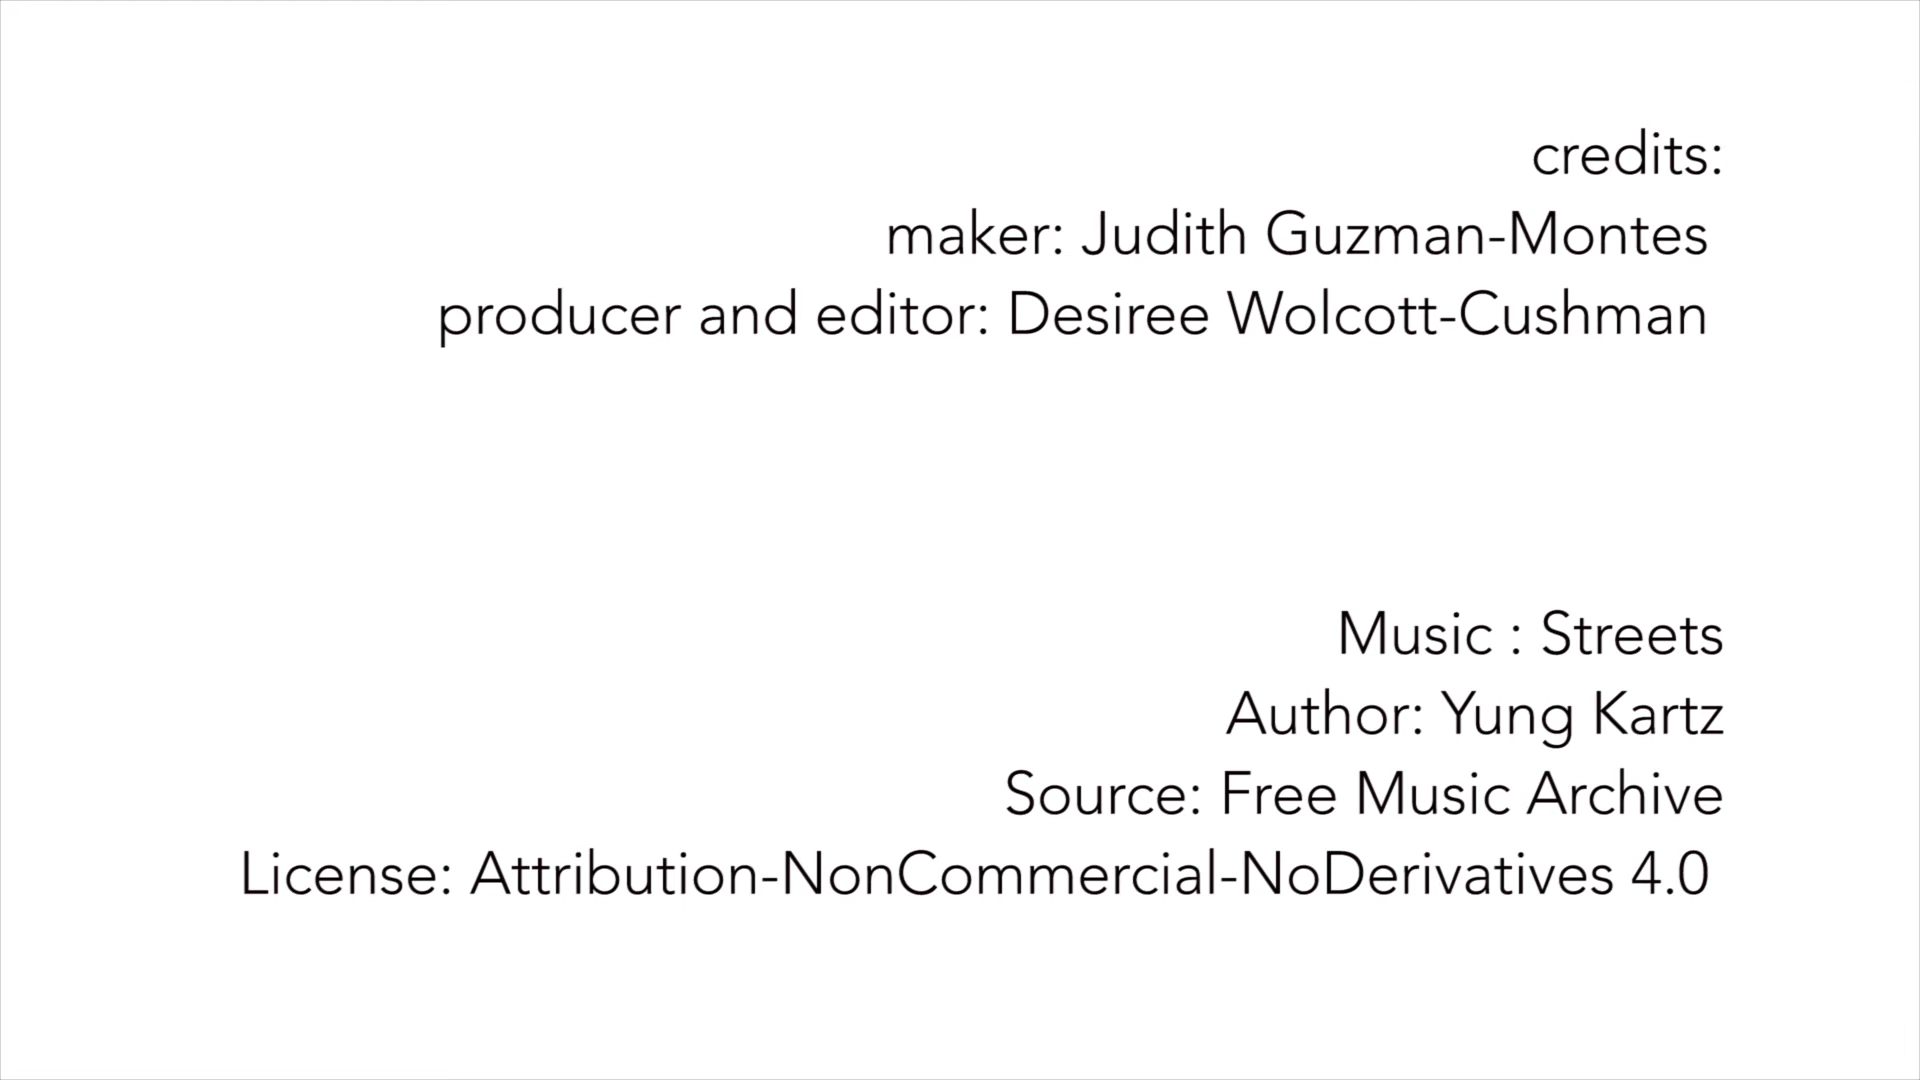 credits:
maker: Judith Guzman-Montes
producer and editor: Desiree Wolcott-Cushman
Music : Streets
Author: Yung Kartz
Source: Free Music Archive
License: Attribution-NonCommercial-NoDerivatives 4.0